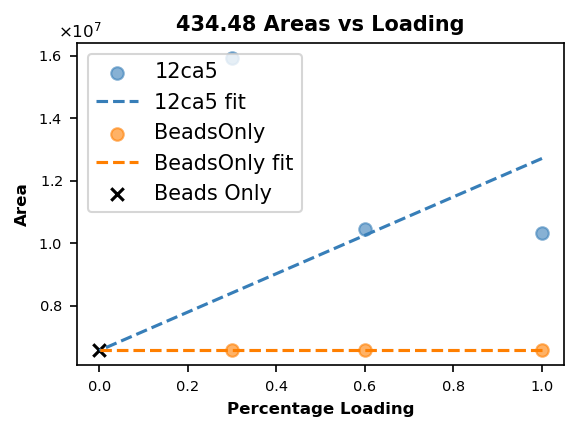 434.48 Areas vs Loading
×10⁷
1.6
1.4
1.2
1.0
0.8
Area
12ca5
12ca5 fit
BeadsOnly
BeadsOnly fit
Beads Only
0.0 0.2 0.4 0.6 0.8 1.0
Percentage Loading